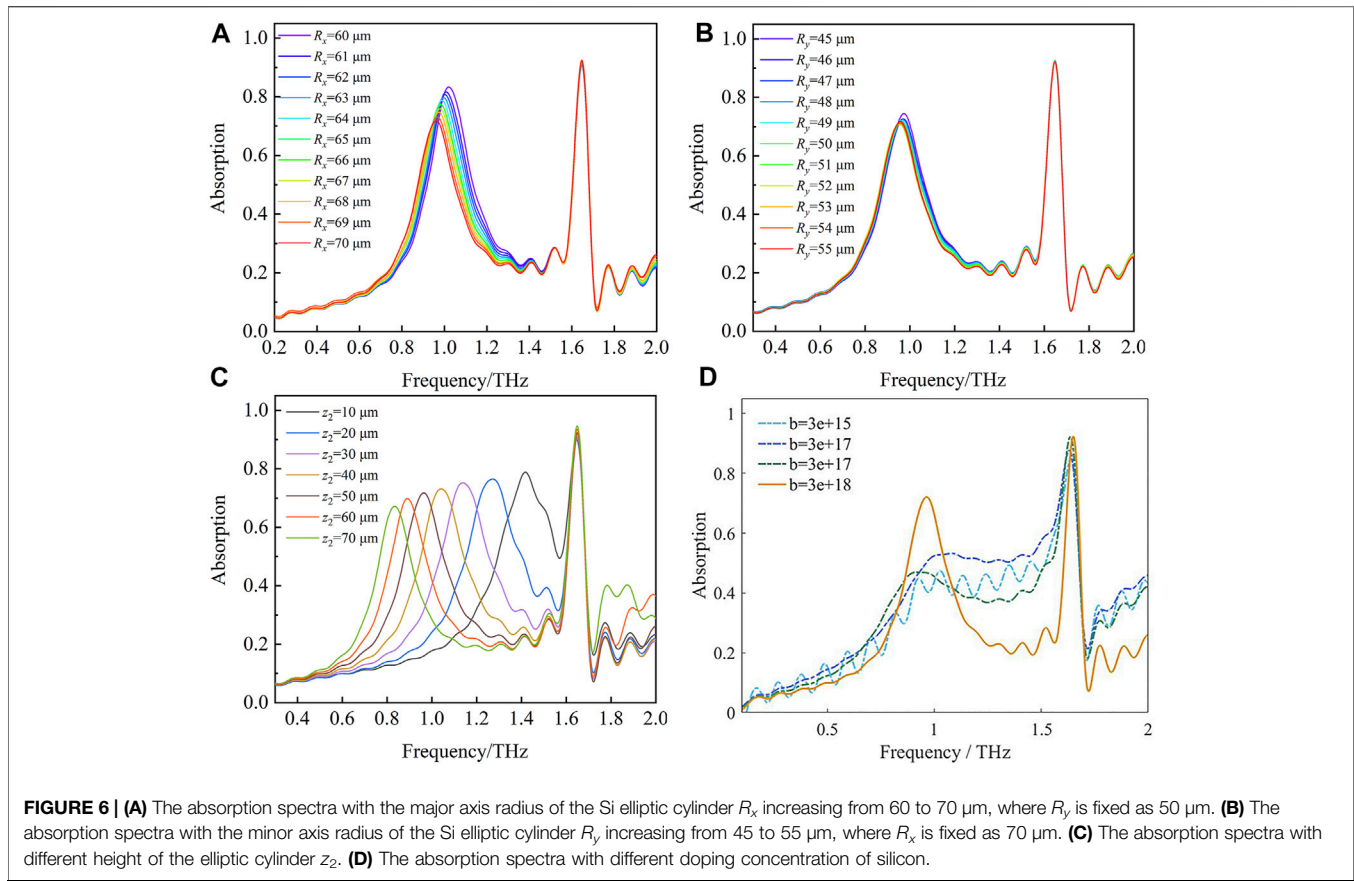 A
1.0
0.8
0.6
0.4
0.2
0.0
Absorption
Rx=60 μm
Rx=61 μm
Rx=62 μm
Rx=63 μm
Rx=64 μm
Rx=65 μm
Rx=66 μm
Rx=67 μm
Rx=68 μm
Rx=69 μm
Rx=70 μm
0.2 0.4 0.6 0.8 1.0 1.2 1.4 1.6 1.8 2.0
Frequency/THz
B
1.0
0.8
0.6
0.4
0.2
0.0
Absorption
Ry=45 μm
Ry=46 μm
Ry=47 μm
Ry=48 μm
Ry=49 μm
Ry=50 μm
Ry=51 μm
Ry=52 μm
Ry=53 μm
Ry=54 μm
Ry=55 μm
0.4 0.6 0.8 1.0 1.2 1.4 1.6 1.8 2.0
Frequency/THz
C
1.0
0.8
0.6
0.4
0.2
0.0
Absorption
z2=10 μm
z2=20 μm
z2=30 μm
z2=40 μm
z2=50 μm
z2=60 μm
z2=70 μm
0.4 0.6 0.8 1.0 1.2 1.4 1.6 1.8 2.0
Frequency/THz
D
1
0.8
0.6
0.4
0.2
0
Absorption
b=3e+15
b=3e+17
b=3e+17
b=3e+18
0.5 1 1.5 2
Frequency / THz
FIGURE 6 | (A) The absorption spectra with the major axis radius of the Si elliptic cylinder Rx increasing from 60 to 70 μm, where Ry is fixed as 50 μm. (B) The
absorption spectra with the minor axis radius of the Si elliptic cylinder Ry increasing from 45 to 55 μm, where Rx is fixed as 70 μm. (C) The absorption spectra with
different height of the elliptic cylinder z2. (D) The absorption spectra with different doping concentration of silicon.